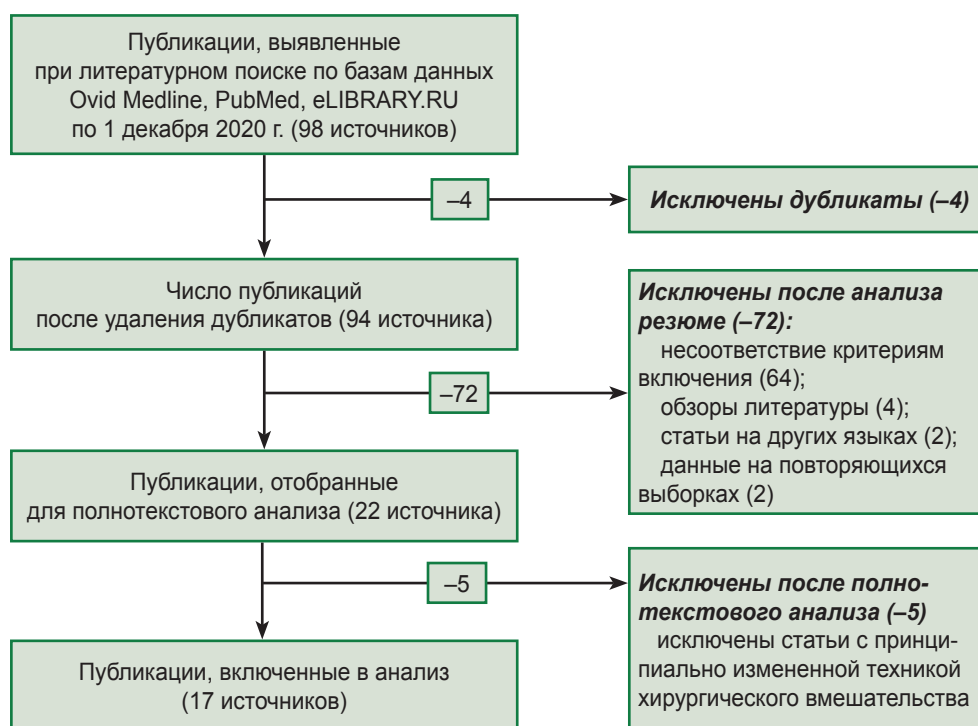 Публикации, выявленные
при литературном поиске по базам данных
Ovid Medline, PubMed, eLIBRARY.RU
по 1 декабря 2020 г. (98 источников)
–4
Исключены дубликаты (–4)
Число публикаций
после удаления дубликатов (94 источника)
–72
Исключены после анализа
резюме (–72):
несоответствие критериям
включения (64);
обзоры литературы (4);
статьи на других языках (2);
данные на повторяющихся
выборках (2)
Публикации, отобранные
для полнотекстового анализа (22 источника)
–5
Исключены после полно-
текстового анализа (–5)
исключены статьи с принци-
пиально измененной техникой
хирургического вмешательства
Публикации, включенные в анализ
(17 источников)